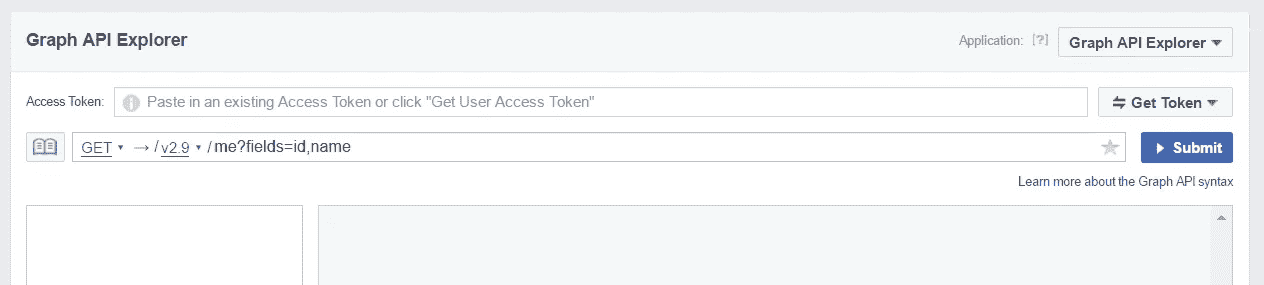 Graph API Explorer
Application: [?] Graph API Explorer
Access Token: Paste in an existing Access Token or click "Get User Access Token" Get Token
GET → / v2.9 / me?fields=id,name Submit
Learn more about the Graph API syntax